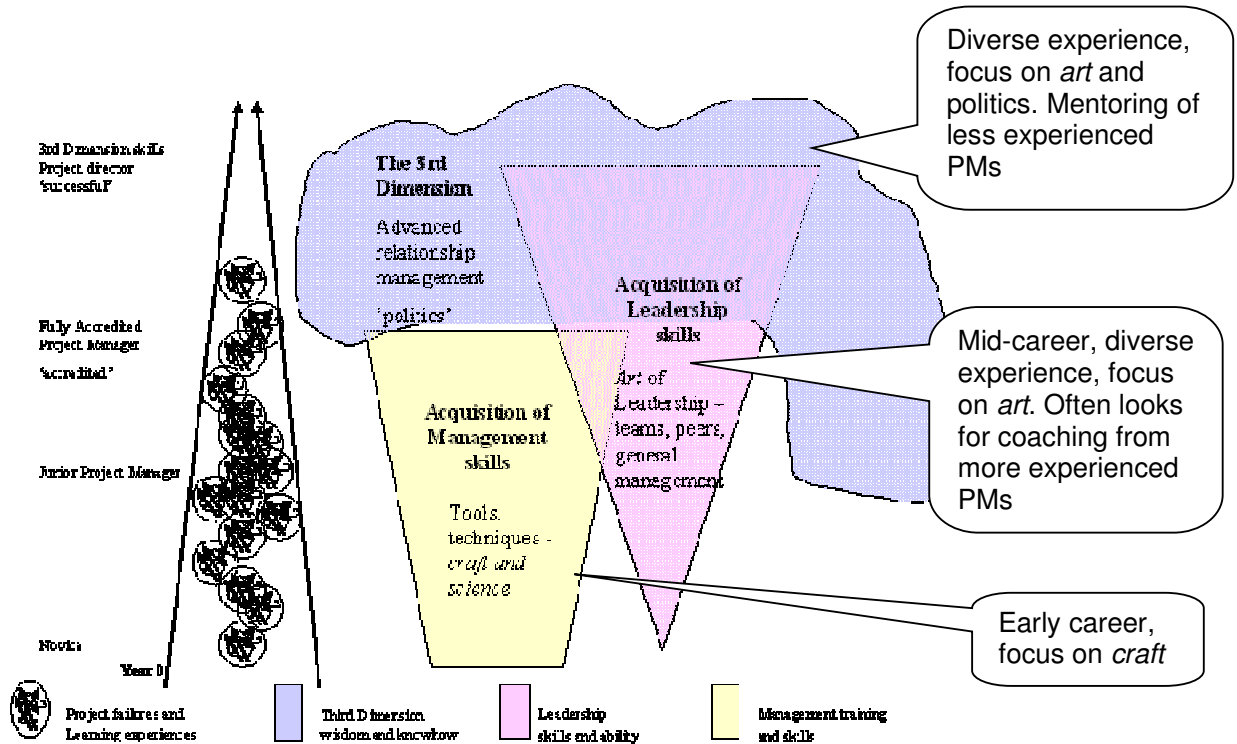 Diverse experience,
focus on art and
politics. Mentoring of
less experienced
PMs
3rd Dimension skills
Project director
'successful'
The 3rd
Dimension
Advanced
relationship
management
'politics'
Acquisition of
Leadership
skills
Art of
Leadership –
teams, peers,
general
management
Fully Accredited
Project Manager
'accredited'
Mid-career, diverse
experience, focus
on art. Often looks
for coaching from
more experienced
PMs
Acquisition of
Management
skills
Tools,
techniques -
craft and
science
Junior Project Manager
Early career,
focus on craft
Novice
Year 0
Project failures and
Learning experiences
Third Dimension
wisdom and knowhow
Leadership
skills and ability
Management training
and skills